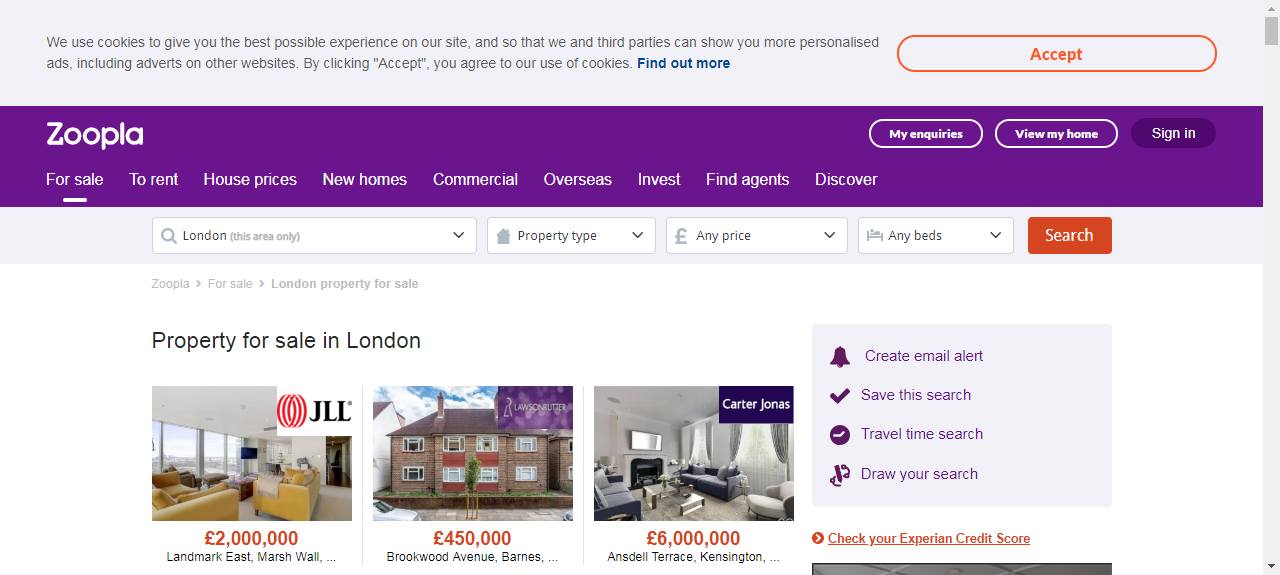 We use cookies to give you the best possible experience on our site, and so that we and third parties can show you more personalised
ads, including adverts on other websites. By clicking "Accept", you agree to our use of cookies. Find out more
Accept
Zoopla
My enquiries
View my home
Sign in
For sale
To rent
House prices
New homes
Commercial
Overseas
Invest
Find agents
Discover
London (this area only)
Property type
£ Any price
Any beds
Search
Zoopla > For sale > London property for sale
Property for sale in London
Create email alert
Save this search
Travel time search
Draw your search
JLL
LAWSONRUTTER
Carter Jonas
£2,000,000
Landmark East, Marsh Wall, ...
£450,000
Brookwood Avenue, Barnes, ...
£6,000,000
Ansdell Terrace, Kensington, ...
Check your Experian Credit Score